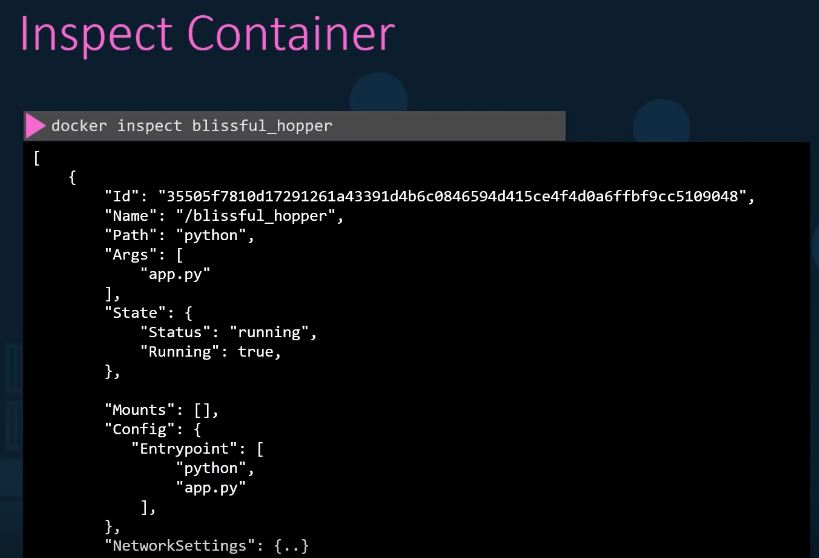 Inspect Container
docker inspect blissful_hopper
[
    {
        "Id": "35505f7810d17291261a43391d4b6c0846594d415ce4f4d0a6ffbf9cc5109048",
        "Name": "/blissful_hopper",
        "Path": "python",
        "Args": [
            "app.py"
        ],
        "State": {
            "Status": "running",
            "Running": true,
        },
        "Mounts": [],
        "Config": {
           "Entrypoint": [
                "python",
                "app.py"
            ],
        },
        "NetworkSettings": {..}